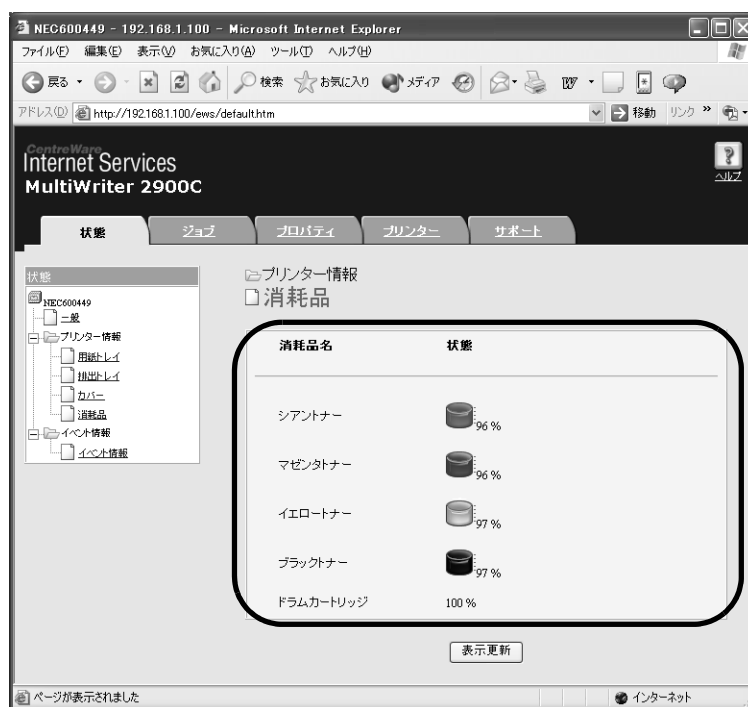 NEC600449 - 192.168.1.100 - Microsoft Internet Explorer
ファイル(F) 編集(E) 表示(V) お気に入り(A) ツール(T) ヘルプ(H)
戻る 検索 お気に入り メディア
アドレス(D) http://192.168.1.100/ews/default.htm 移動 リンク »
CentreWare
Internet Services
MultiWriter 2900C
ヘルプ
状態 ジョブ プロパティ プリンター サポート
状態
NEC600449
一般
プリンター情報
用紙トレイ
排出トレイ
カバー
消耗品
イベント情報
イベント情報
プリンター情報
消耗品
消耗品名 状態
シアントナー 96 %
マゼンタトナー 96 %
イエロートナー 97 %
ブラックトナー 97 %
ドラムカートリッジ 100 %
表示更新
ページが表示されました インターネット